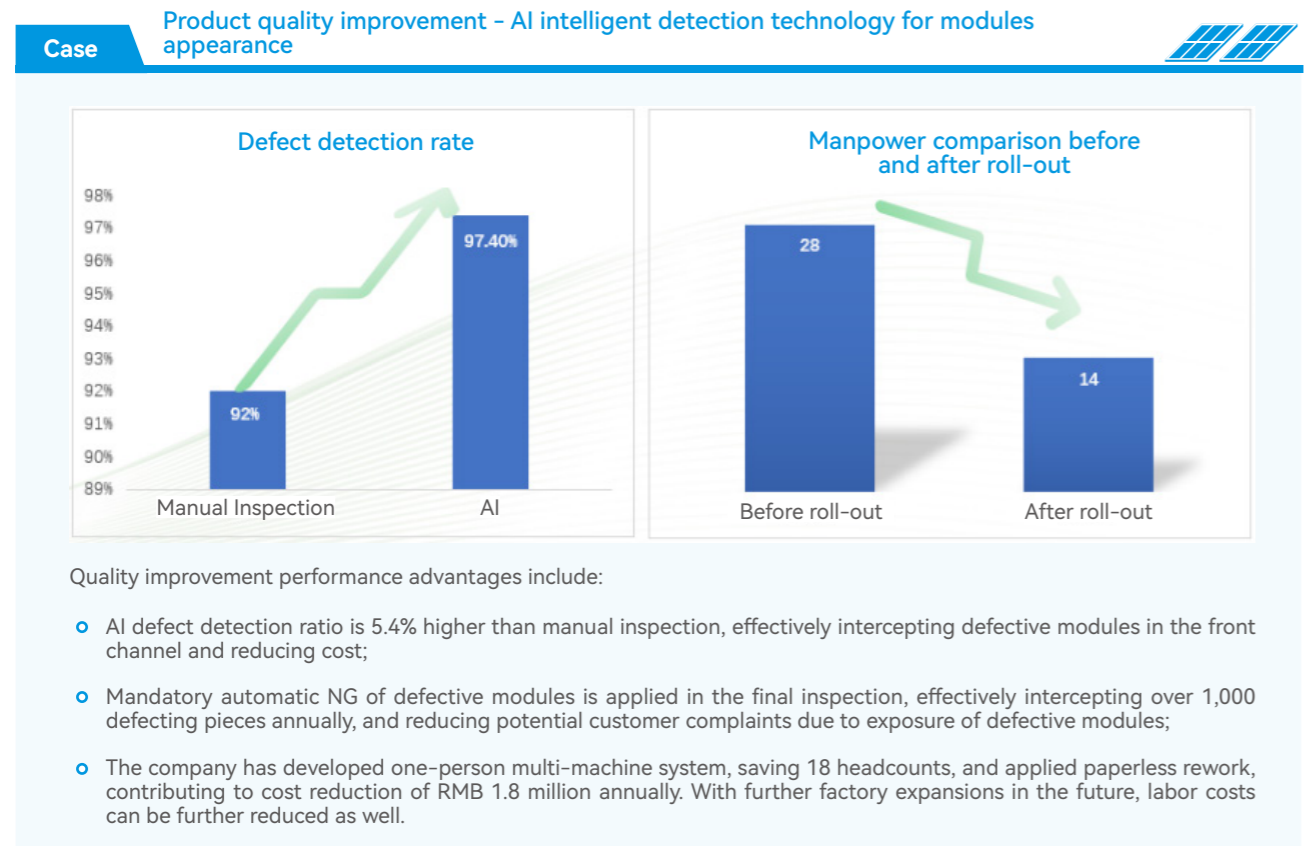 Case
Product quality improvement - AI intelligent detection technology for modules
appearance
Defect detection rate
98%
97%
96%
95%
94%
93%
92%
91%
90%
89%
92%
97.40%
Manual Inspection
AI
Manpower comparison before
and after roll-out
28
14
Before roll-out
After roll-out
Quality improvement performance advantages include:
AI defect detection ratio is 5.4% higher than manual inspection, effectively intercepting defective modules in the front
channel and reducing cost;
Mandatory automatic NG of defective modules is applied in the final inspection, effectively intercepting over 1,000
defecting pieces annually, and reducing potential customer complaints due to exposure of defective modules;
The company has developed one-person multi-machine system, saving 18 headcounts, and applied paperless rework,
contributing to cost reduction of RMB 1.8 million annually. With further factory expansions in the future, labor costs
can be further reduced as well.